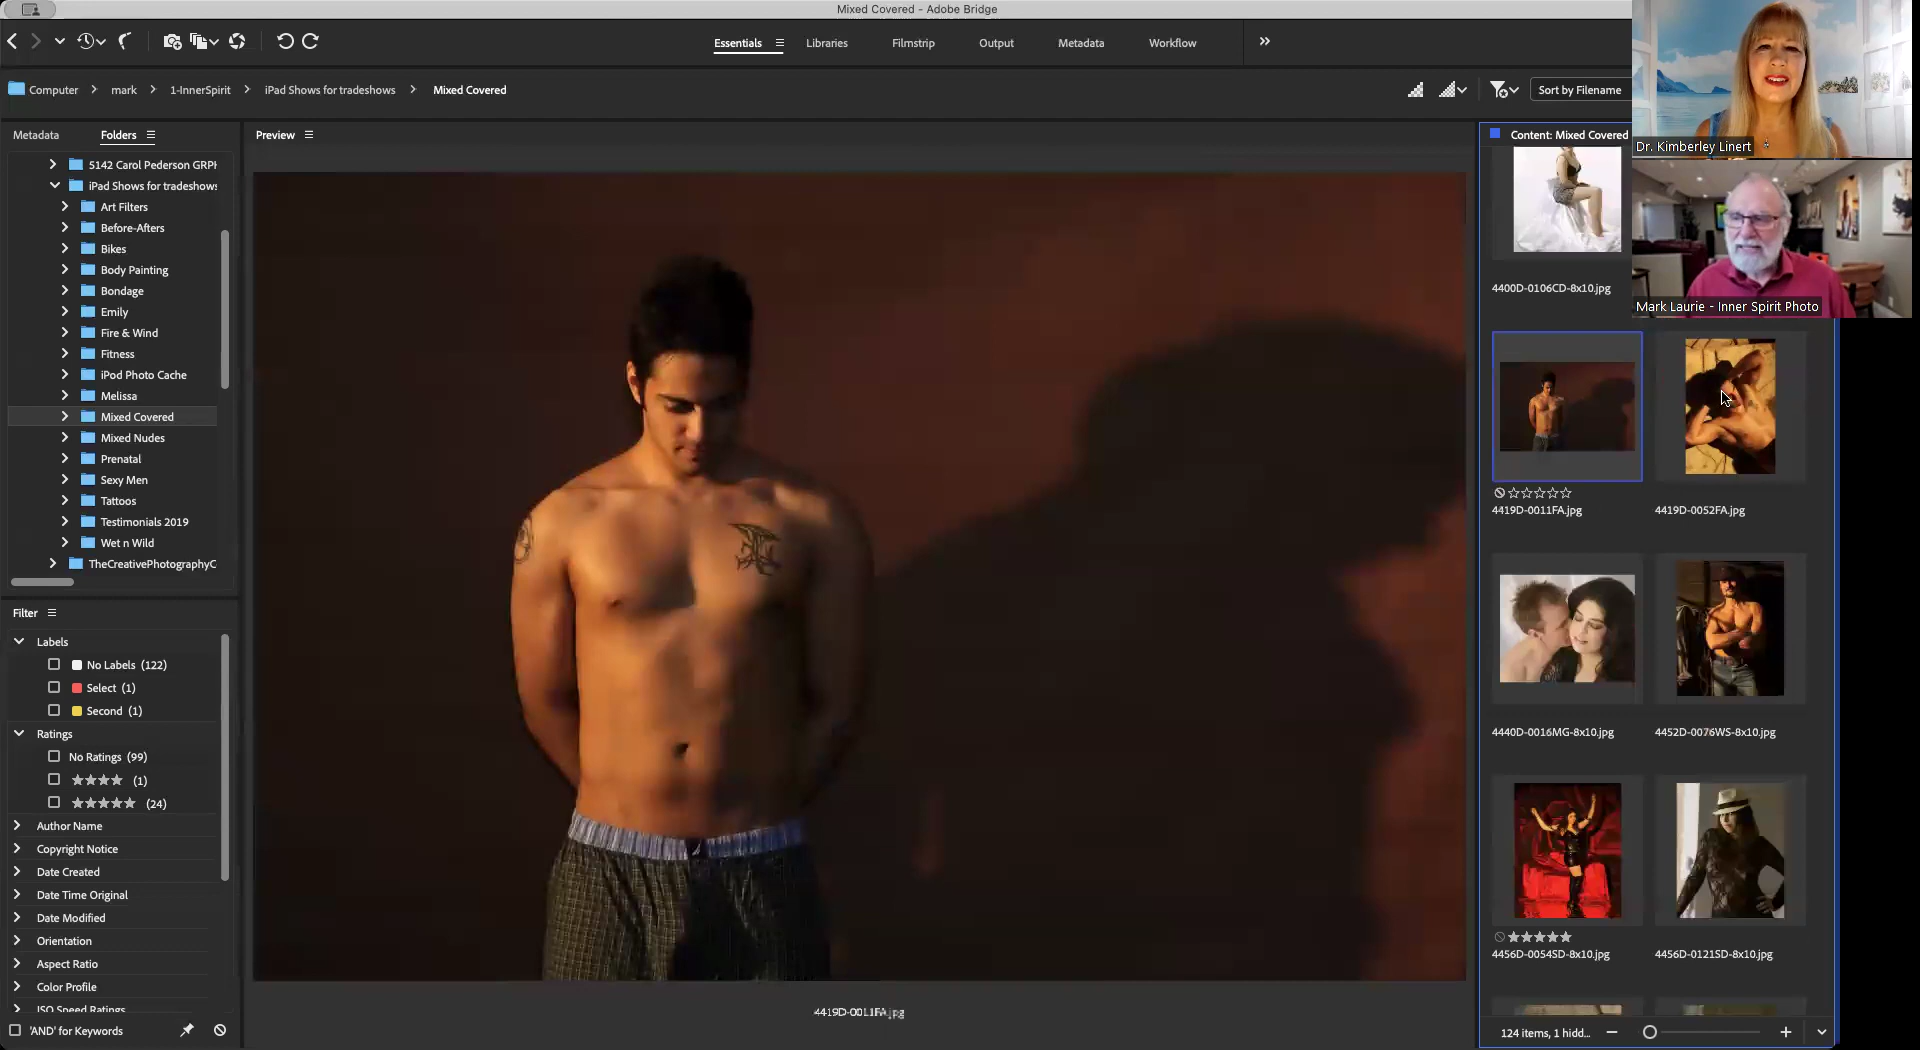 Mixed Covered - Adobe Bridge
Essentials
Libraries
Filmstrip
Output
Metadata
Workflow
Computer
mark
1-InnerSpirit
iPad Shows for tradeshows
Mixed Covered
Sort by Filename
Metadata
Folders
5142 Carol Pederson GRPH
iPad Shows for tradeshows
Art Filters
Before-Afters
Bikes
Body Painting
Bondage
Emily
Fire & Wind
Fitness
iPod Photo Cache
Melissa
Mixed Covered
Mixed Nudes
Prenatal
Sexy Men
Tattoos
Testimonials 2019
Wet n Wild
TheCreativePhotographyC
Filter
Labels
No Labels (122)
Select (1)
Second (1)
Ratings
No Ratings (99)
(1)
(24)
Author Name
Copyright Notice
Date Created
Date Time Original
Date Modified
Orientation
Aspect Ratio
Color Profile
ISO Speed Ratings
'AND' for Keywords
Preview
4419D-0011FA.jpg
Content: Mixed Covered
4400D-0106CD-8x10.jpg
4419D-0011FA.jpg
4419D-0052FA.jpg
4440D-0016MG-8x10.jpg
4452D-0076WS-8x10.jpg
4456D-0054SD-8x10.jpg
4456D-0121SD-8x10.jpg
124 items, 1 hidd...
Dr. Kimberley Linert
Mark Laurie - Inner Spirit Photo